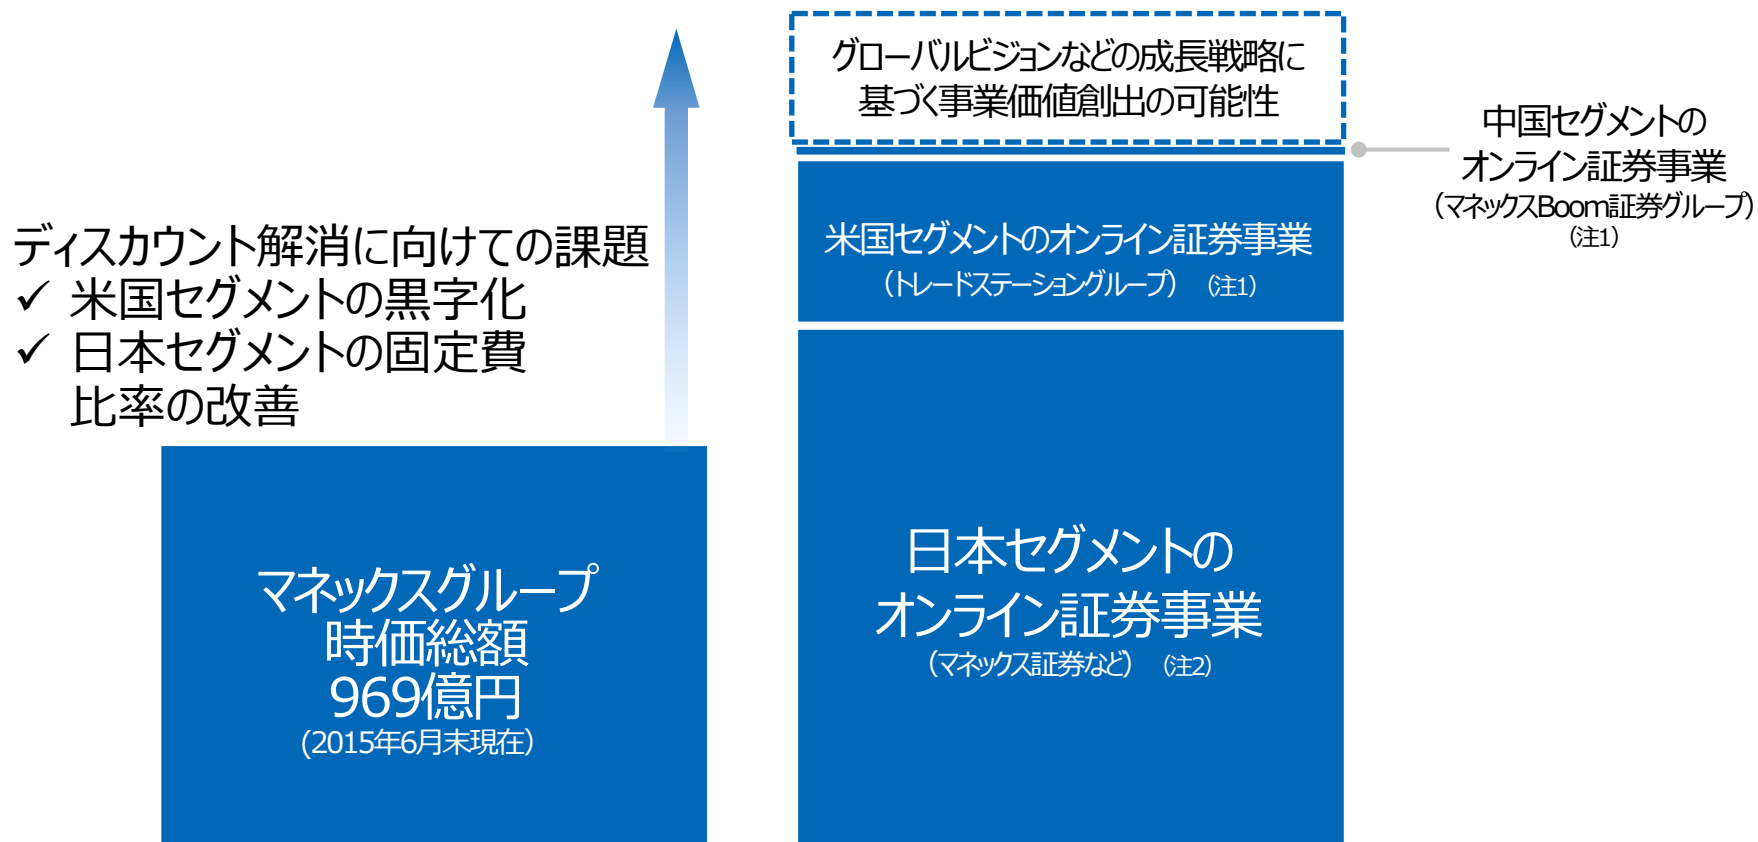 ディスカウント解消に向けての課題
✓ 米国セグメントの黒字化
✓ 日本セグメントの固定費
比率の改善
マネックスグループ
時価総額
969億円
(2015年6月末現在)
グローバルビジョンなどの成長戦略に
基づく事業価値創出の可能性
中国セグメントの
オンライン証券事業
（マネックスBoom証券グループ）
（注1）
米国セグメントのオンライン証券事業
（トレードステーショングループ）（注1）
日本セグメントの
オンライン証券事業
（マネックス証券など）（注2）